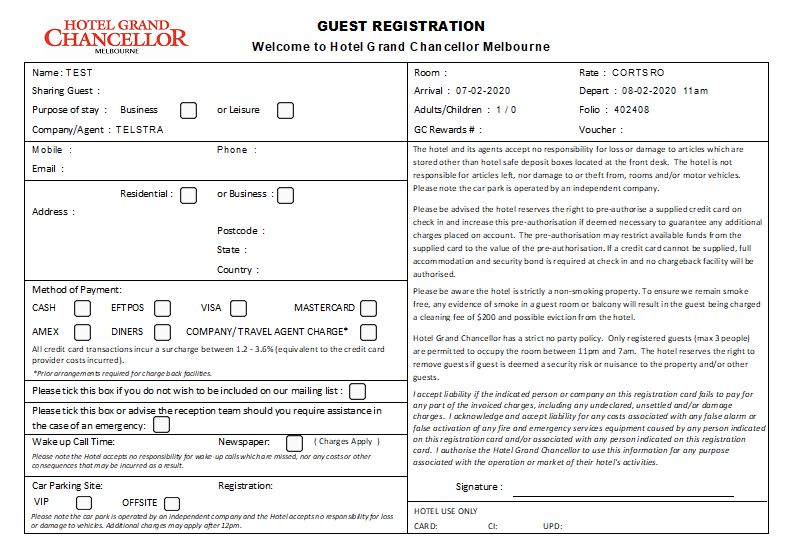 HOTEL GRAND
CHANCELLOR
MELBOURNE
GUEST REGISTRATION
Welcome to Hotel Grand Chancellor Melbourne
Name : TEST
Sharing Guest :
Purpose of stay : Business or Leisure :
Company/Agent : TELSTRA
Room :
Rate : CORTSRO
Arrival : 07-02-2020
Depart : 08-02-2020 11am
Adults/Children : 1 / 0
Folio : 402408
GC Rewards # :
Voucher :
Mobile : Phone :
Email :
Residential : or Business :
Address :
Postcode :
State :
Country :
Method of Payment:
CASH EFTPOS VISA MASTERCARD
AMEX DINERS COMPANY/TRAVEL AGENT CHARGE*
All credit card transactions incur a surcharge between 1.2 - 3.6% (equivalent to the credit card
provider costs incurred).
*Prior arrangements required for charge back facilities.
Please tick this box if you do not wish to be included on our mailing list :
Please tick this box or advise the reception team should you require assistance in
the case of an emergency:
Wake up Call Time: Newspaper: ( Charges Apply )
Please note the Hotel accepts no responsibility for wake-up calls which are missed, nor any costs or other
consequences that may be incurred as a result.
Car Parking Site: Registration:
VIP OFFSITE
Please note the car park is operated by an independent company and the Hotel accepts no responsibility for loss
or damage to vehicles. Additional charges may apply after 12pm.
The hotel and its agents accept no responsibility for loss or damage to articles which are
stored other than hotel safe deposit boxes located at the front desk. The hotel is not
responsible for articles left, nor damage to or theft from, rooms and/or motor vehicles.
Please note the car park is operated by an independent company.
Please be advised the hotel reserves the right to pre-authorise a supplied credit card on
check in and increase this pre-authorisation if deemed necessary to guarantee any additional
charges placed on account. The pre-authorisation may restrict available funds from the
supplied card to the value of the pre-authorisation. If a credit card cannot be supplied, full
accommodation and security bond is required at check in and no chargeback facility will be
authorised.
Please be aware the hotel is strictly a non-smoking property. To ensure we remain smoke
free, any evidence of smoke in a guest room or balcony will result in the guest being charged
a cleaning fee of $200 and possible eviction from the hotel.
Hotel Grand Chancellor has a strict no party policy. Only registered guests (max 3 people)
are permitted to occupy the room between 11pm and 7am. The hotel reserves the right to
remove guests if guest is deemed a security risk or nuisance to the property and/or other
guests.
I accept liability if the indicated person or company on this registration card fails to pay for
any part of the invoiced charges, including any undeclared, unsettled and/or damage
charges. I acknowledge and accept liability for any costs associated with any false alarm or
false activation of any fire and emergency services equipment caused by any person indicated
on this registration card and/or associated with any person indicated on this registration
card. I authorise the Hotel Grand Chancellor to use this information for any purpose
associated with the operation or market of their hotel's activities.
Signature :
HOTEL USE ONLY
CARD: CI: UPD: